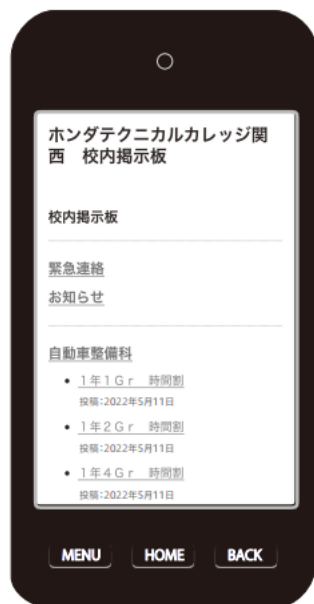 ホンダテクニカルカレッジ関
西　校内掲示板
校内掲示板
緊急連絡
お知らせ
自動車整備科
• １年１Ｇｒ　時間割
投稿:2022年5月11日
• １年２Ｇｒ　時間割
投稿:2022年5月11日
• １年４Ｇｒ　時間割
投稿:2022年5月11日
MENU HOME BACK